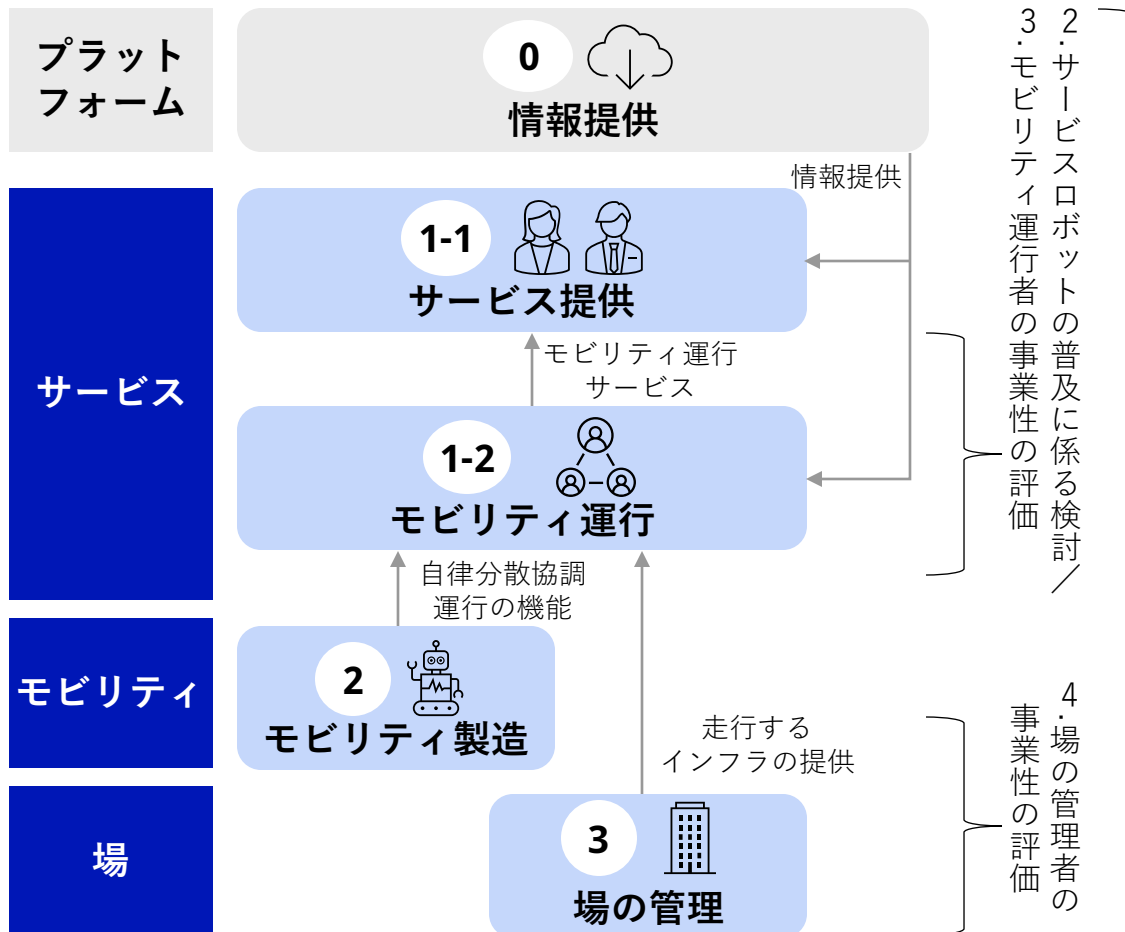 プラット
フォーム
0
情報提供
情報提供
サービス
1-1
サービス提供
モビリティ運行
サービス
1-2
モビリティ運行
自律分散協調
運行の機能
モビリティ
2
モビリティ製造
走行する
インフラの提供
場
3
場の管理
2.サービスロボットの普及に係る検討／
3.モビリティ運行者の事業性の評価
4.場の管理者の
事業性の評価